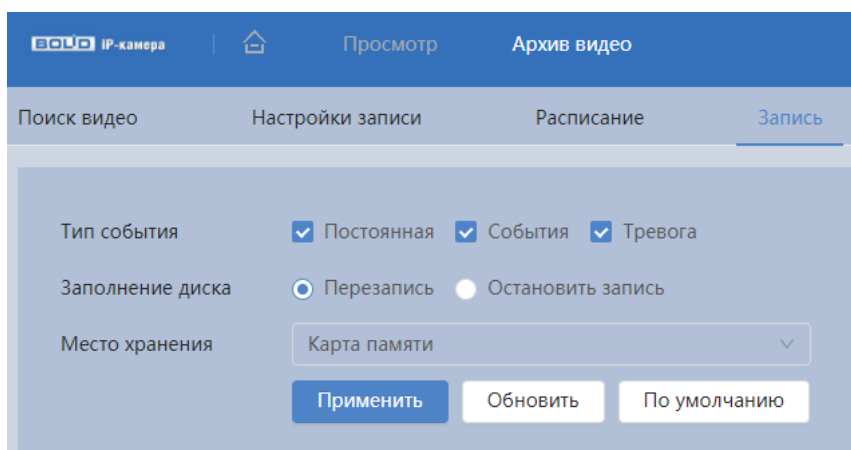 BOLID IP-камера Просмотр Архив видео
Поиск видео Настройки записи Расписание Запись
Тип события Постоянная События Тревога
Заполнение диска Перезапись Остановить запись
Место хранения Карта памяти
Применить Обновить По умолчанию